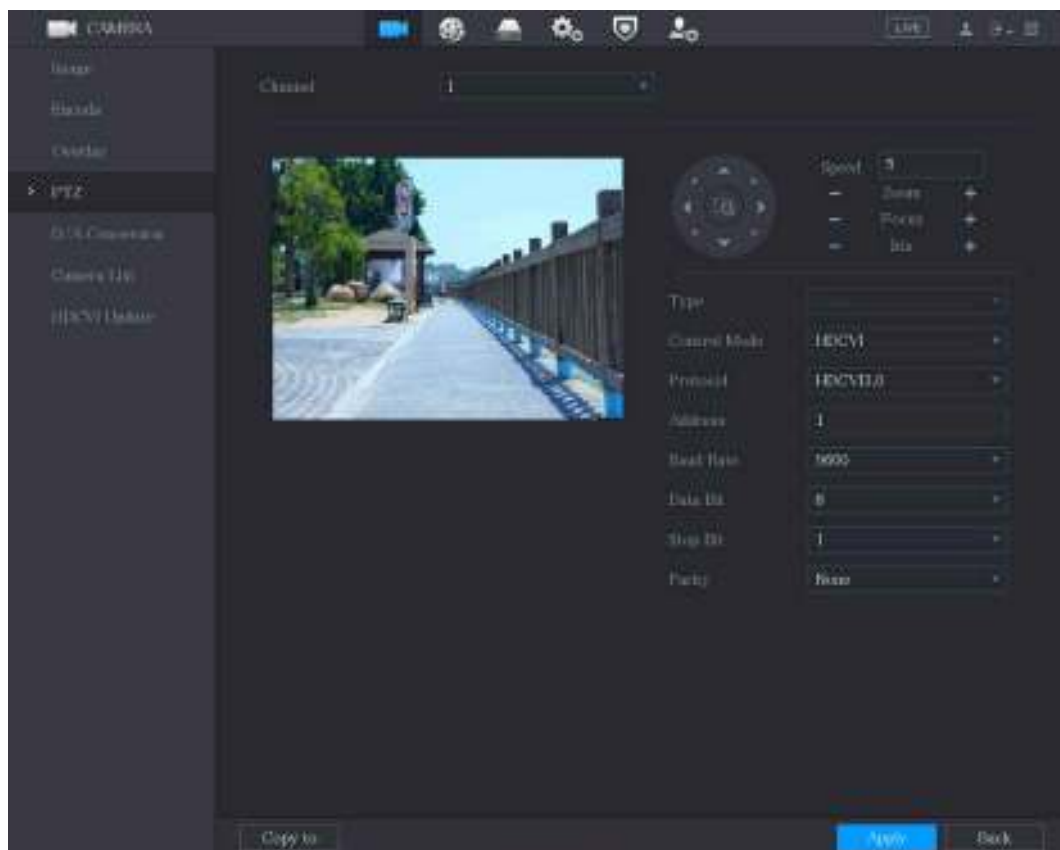 CAMERA
LIVE
Image
Encode
Overlay
PTZ
Camera List
HDCVI Update
Channel 1
Speed 5
Zoom
Focus
Iris
Type
Control Mode HDCVI
Protocol HDCVI3.0
Address 1
Baud Rate 9600
Data Bit 8
Stop Bit 1
Parity None
Copy to
Apply
Back